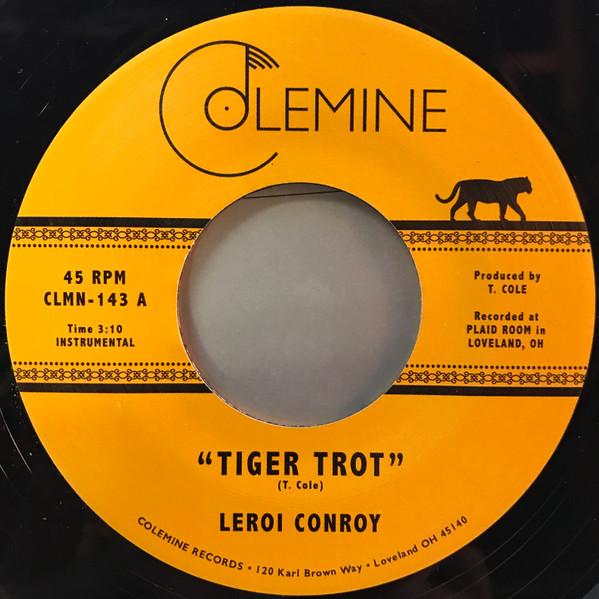 COLEMINE
45 RPM
CLMN-143 A
Time 3:10
INSTRUMENTAL
Produced by
T. COLE
Recorded at
PLAID ROOM in
LOVELAND, OH
“TIGER TROT”
(T. Cole)
LEROI CONROY
COLEMINE RECORDS • 120 Karl Brown Way • Loveland OH 45140